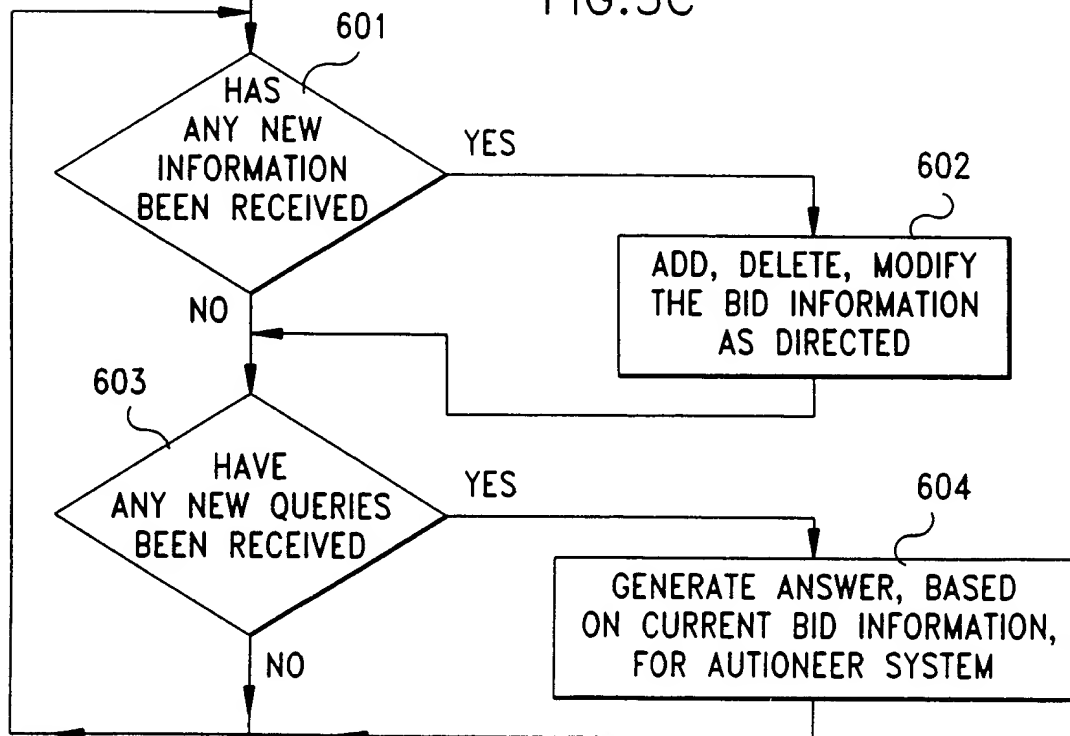 FIG.3C
601
HAS
ANY NEW
INFORMATION
BEEN RECEIVED
YES
602
ADD, DELETE, MODIFY
THE BID INFORMATION
AS DIRECTED
NO
603
HAVE
ANY NEW QUERIES
BEEN RECEIVED
YES
604
GENERATE ANSWER, BASED
ON CURRENT BID INFORMATION,
FOR AUTIONEER SYSTEM
NO